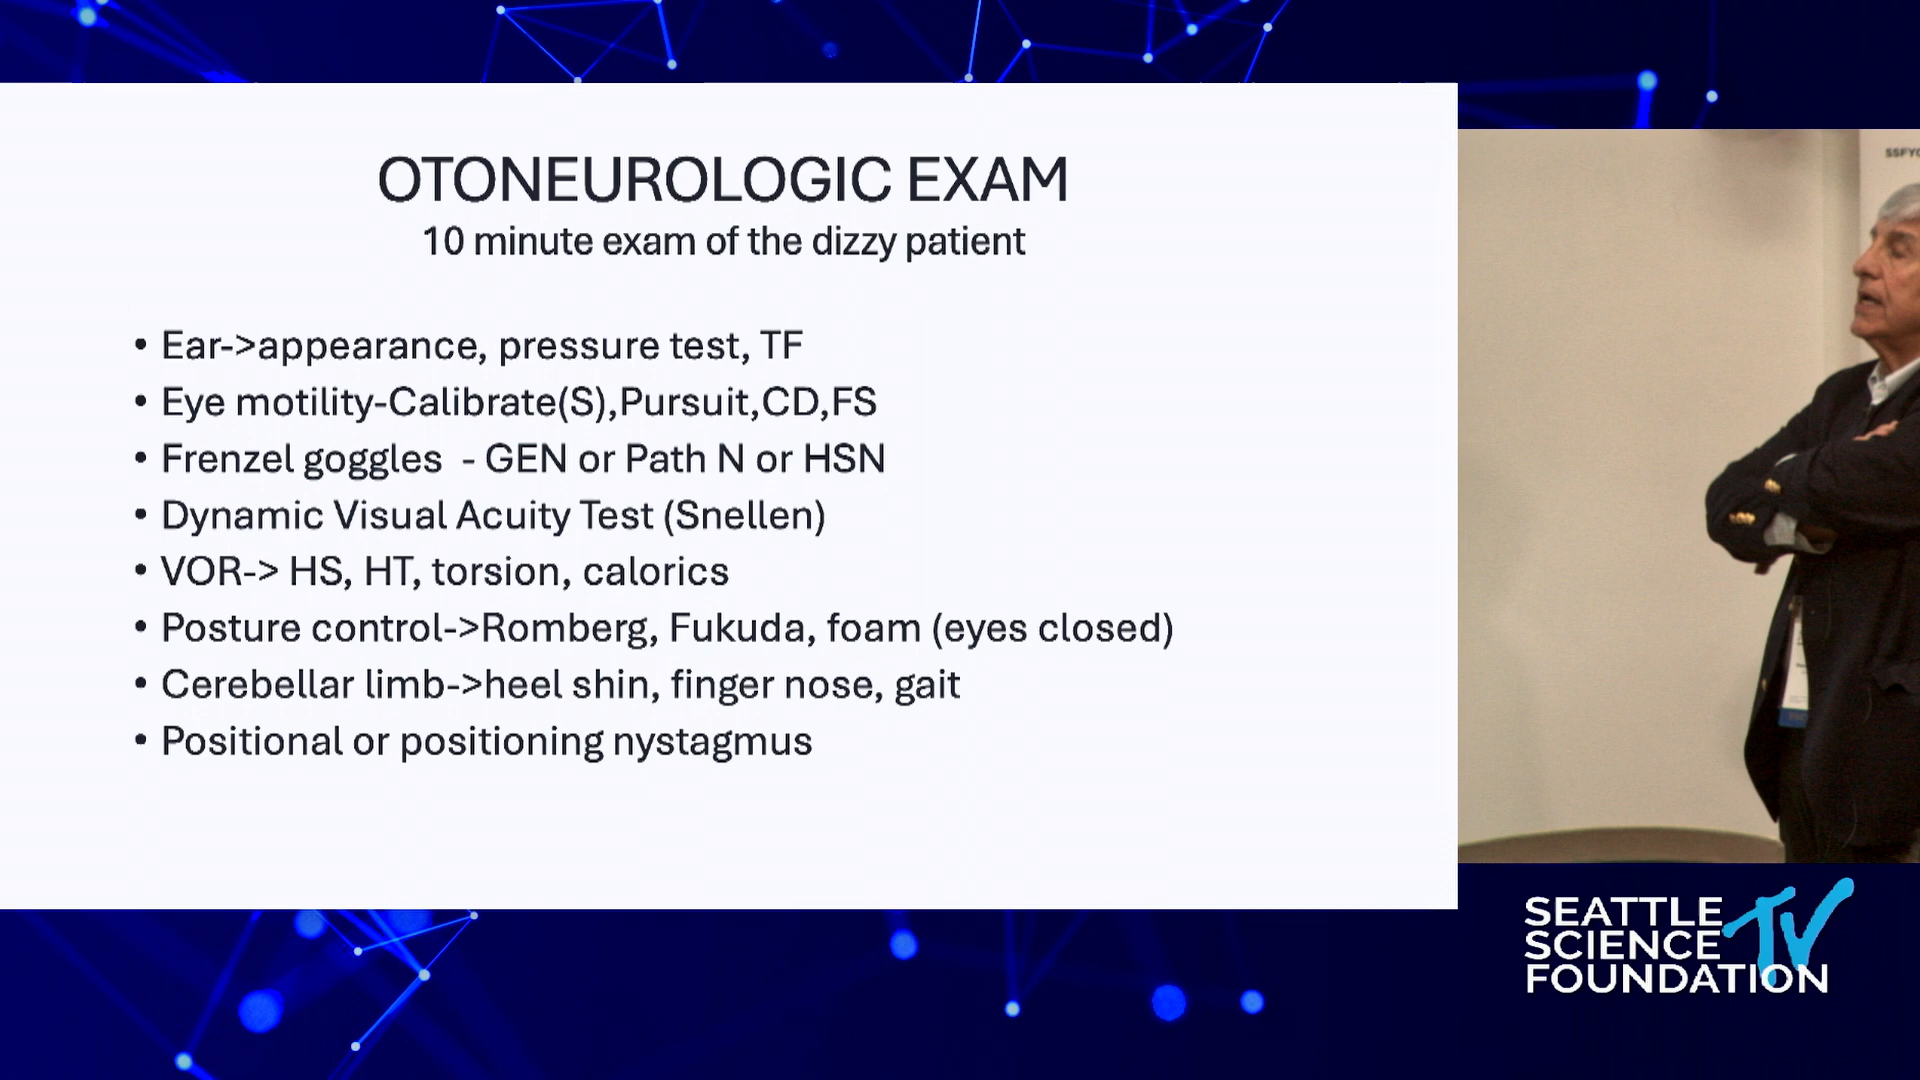 OTONEUROLOGIC EXAM
10 minute exam of the dizzy patient
• Ear->appearance, pressure test, TF
• Eye motility-Calibrate(S),Pursuit,CD,FS
• Frenzel goggles  - GEN or Path N or HSN
• Dynamic Visual Acuity Test (Snellen)
• VOR-> HS, HT, torsion, calorics
• Posture control->Romberg, Fukuda, foam (eyes closed)
• Cerebellar limb->heel shin, finger nose, gait
• Positional or positioning nystagmus
SEATTLE
SCIENCE
FOUNDATION
TV